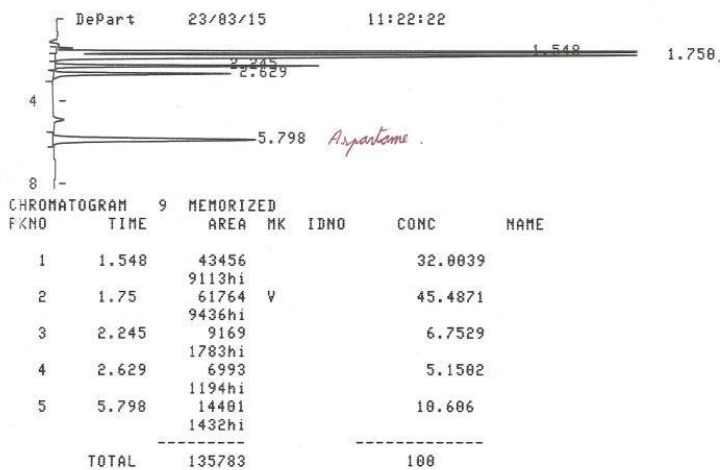 DePart 23/03/15 11:22:22
1.548 1.750,
2.245
2.629
4
5.798 Aspartame.
8
CHROMATOGRAM 9 MEMORIZED
PKNO TIME AREA MK IDNO CONC NAME
1 1.548 43456 32.0039
9113hi
2 1.75 61764 V 45.4871
9436hi
3 2.245 9169 6.7529
1783hi
4 2.629 6993 5.1502
1194hi
5 5.798 14401 10.606
1432hi
--------- -------------
TOTAL 135783 100